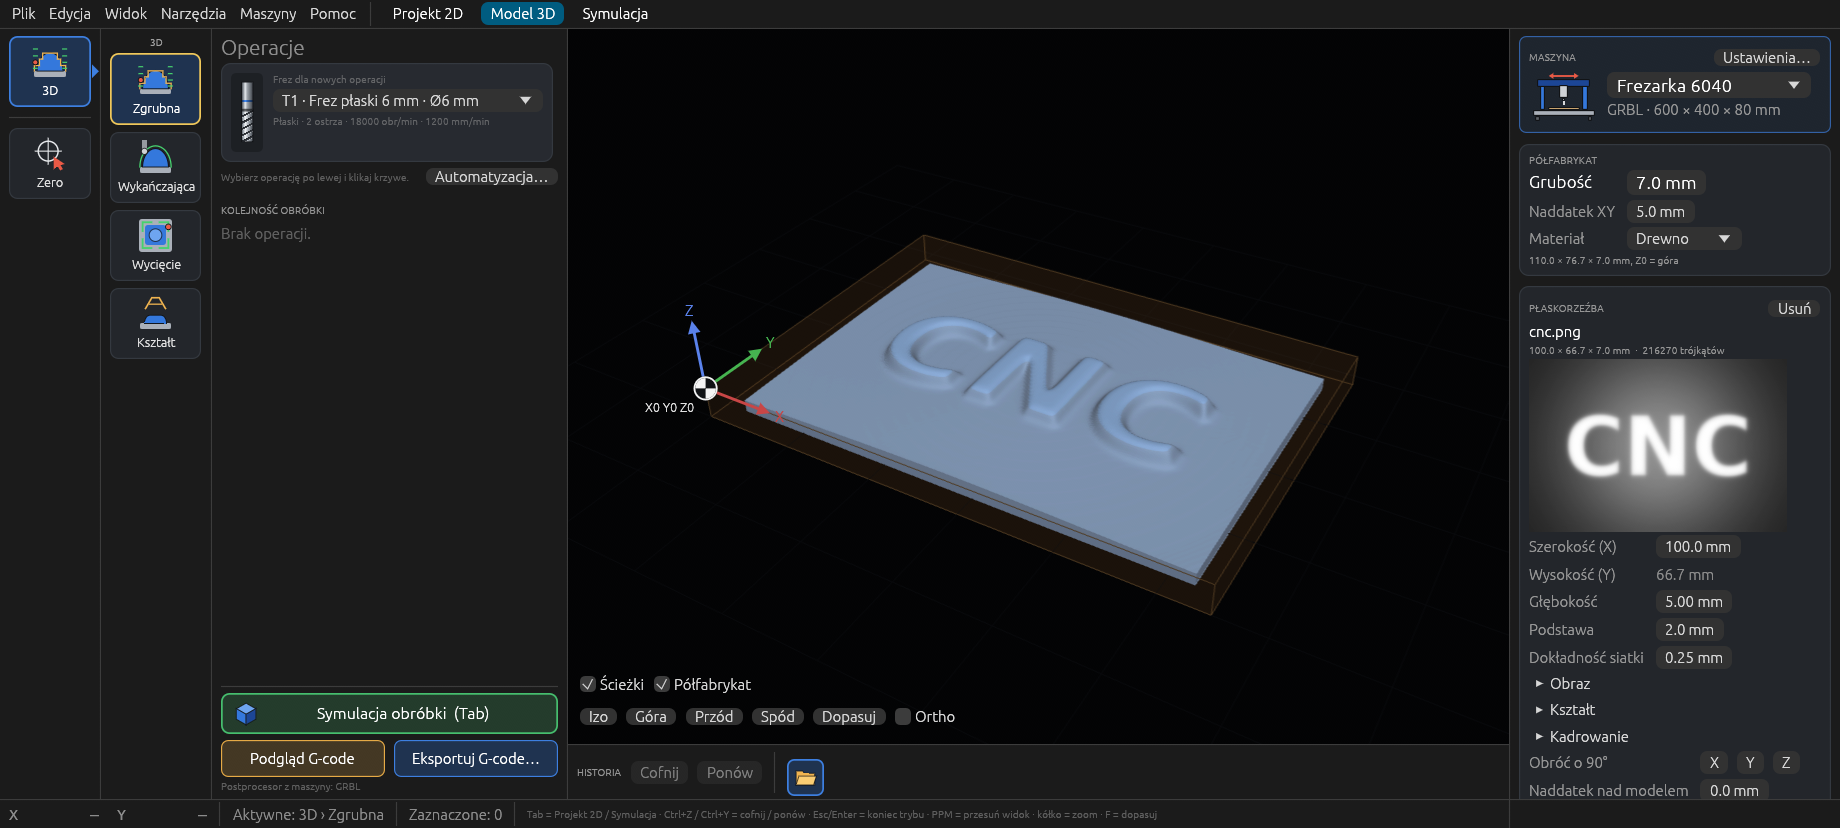 Plik Edycja Widok Narzędzia Maszyny Pomoc Projekt 2D Model 3D Symulacja
3D
Zero
3D
Zgrubna
Wykańczająca
Wycięcie
Kształt
Operacje
Frez dla nowych operacji
T1 · Frez płaski 6 mm · Ø6 mm
Płaski · 2 ostrza · 18000 obr/min · 1200 mm/min
Wybierz operację po lewej i klikaj krzywe. Automatyzacja...
KOLEJNOŚĆ OBRÓBKI
Brak operacji.
Symulacja obróbki (Tab)
Podgląd G-code Eksportuj G-code...
Postprocesor z maszyny: GRBL
Z
Y
X
X0 Y0 Z0
CNC
Ścieżki Półfabrykat
Izo Góra Przód Spód Dopasuj Ortho
HISTORIA Cofnij Ponów
MASZYNA Ustawienia...
Frezarka 6040
GRBL · 600 × 400 × 80 mm
PÓŁFABRYKAT
Grubość 7.0 mm
Naddatek XY 5.0 mm
Materiał Drewno
110.0 × 76.7 × 7.0 mm, Z0 = góra
PŁASKORZEŹBA Usuń
cnc.png
100.0 × 66.7 × 7.0 mm · 216270 trójkątów
CNC
Szerokość (X) 100.0 mm
Wysokość (Y) 66.7 mm
Głębokość 5.00 mm
Podstawa 2.0 mm
Dokładność siatki 0.25 mm
Obraz
Kształt
Kadrowanie
Obróć o 90° X Y Z
Naddatek nad modelem 0.0 mm
X – Y – Aktywne: 3D › Zgrubna Zaznaczone: 0 Tab = Projekt 2D / Symulacja · Ctrl+Z / Ctrl+Y = cofnij / ponów · Esc/Enter = koniec trybu · PPM = przesuń widok · kółko = zoom · F = dopasuj